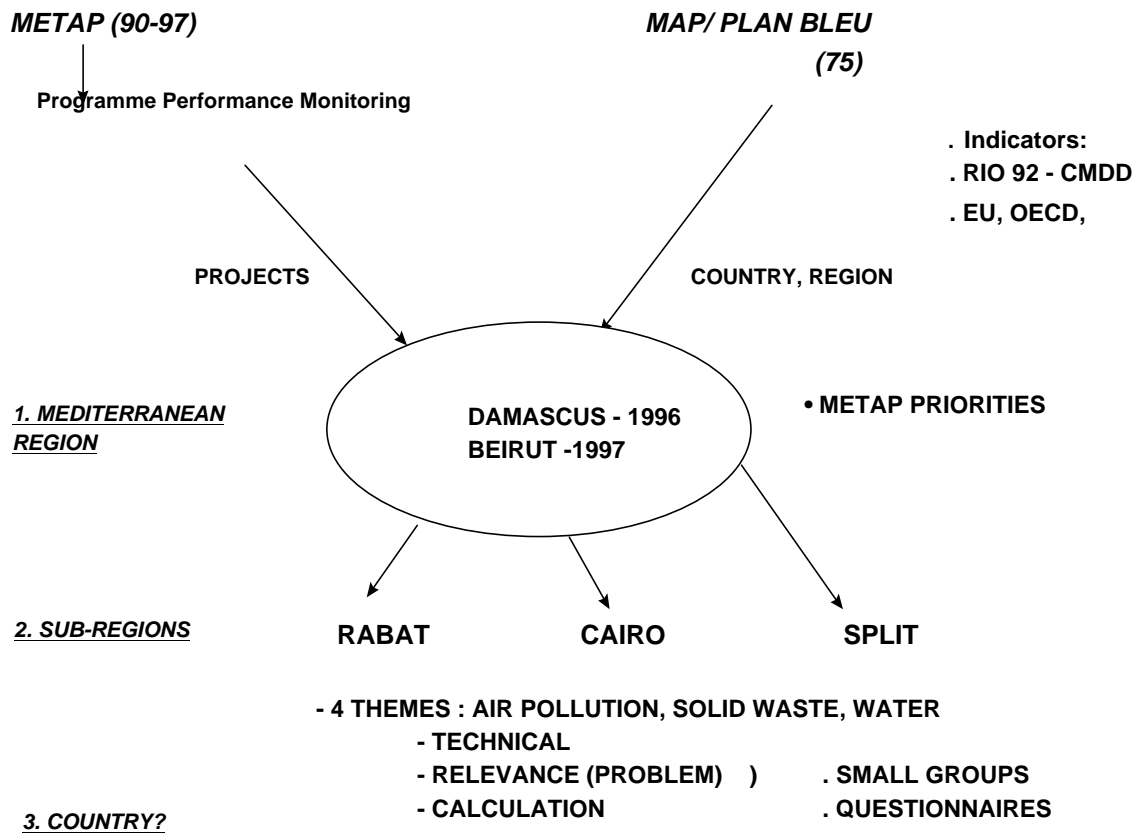 METAP (90-97)
MAP/ PLAN BLEU
(75)
Programme Performance Monitoring
. Indicators:
. RIO 92 - CMDD
. EU, OECD,
PROJECTS
COUNTRY, REGION
1. MEDITERRANEAN
REGION
DAMASCUS - 1996
BEIRUT -1997
• METAP PRIORITIES
2. SUB-REGIONS
RABAT
CAIRO
SPLIT
- 4 THEMES : AIR POLLUTION, SOLID WASTE, WATER
- TECHNICAL
- RELEVANCE (PROBLEM) ) . SMALL GROUPS
- CALCULATION . QUESTIONNAIRES
3. COUNTRY?